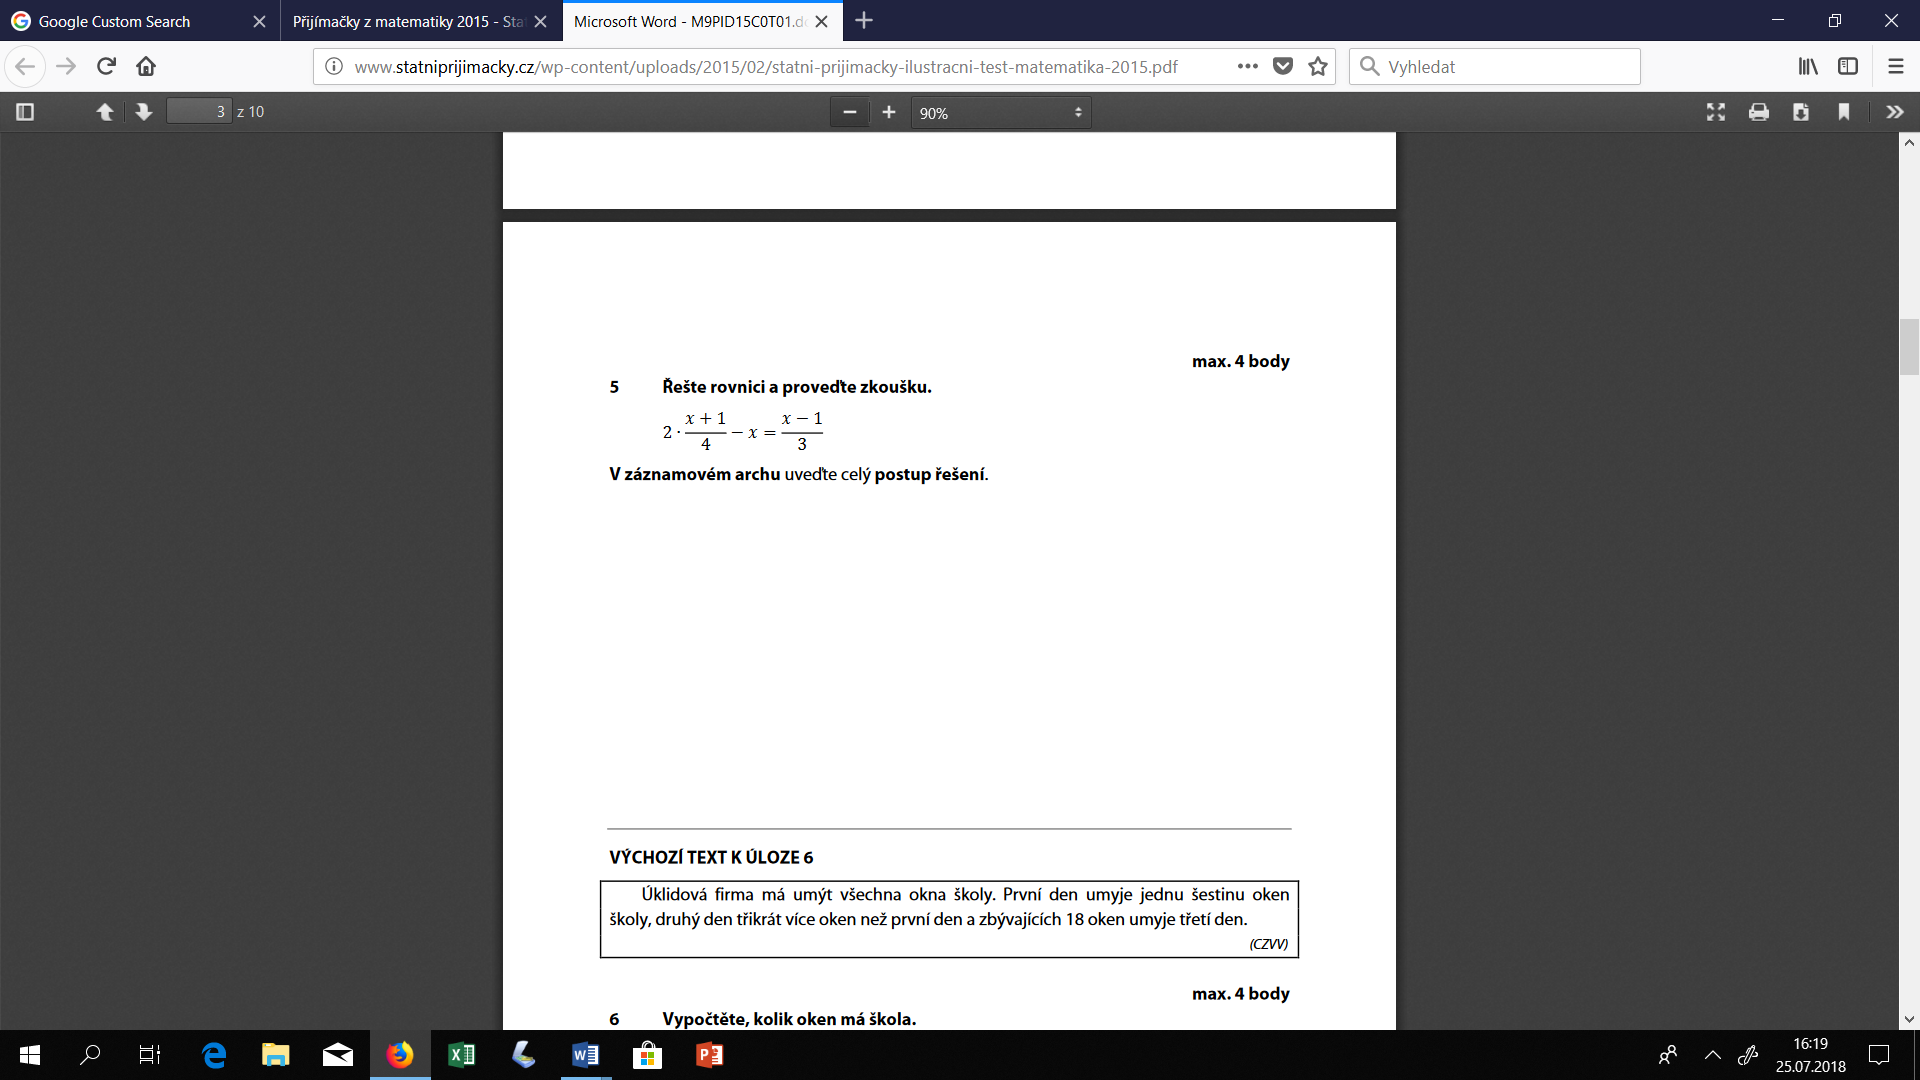 Google Custom Search
Přijímačky z matematiky 2015 - Sta
Microsoft Word - M9PID15C0T01.do
www.statniprijimacky.cz/wp-content/uploads/2015/02/statni-prijimacky-ilustracni-test-matematika-2015.pdf
Vyhledat
3 z 10
90%
max. 4 body
5 Řešte rovnici a proveďte zkoušku.
2 · (x + 1)/4 − x = (x − 1)/3
V záznamovém archu uveďte celý postup řešení.
VÝCHOZÍ TEXT K ÚLOZE 6
Úklidová firma má umýt všechna okna školy. První den umyje jednu šestinu oken
školy, druhý den třikrát více oken než první den a zbývajících 18 oken umyje třetí den.
(CZVV)
max. 4 body
6 Vypočtěte, kolik oken má škola.
16:19
25.07.2018